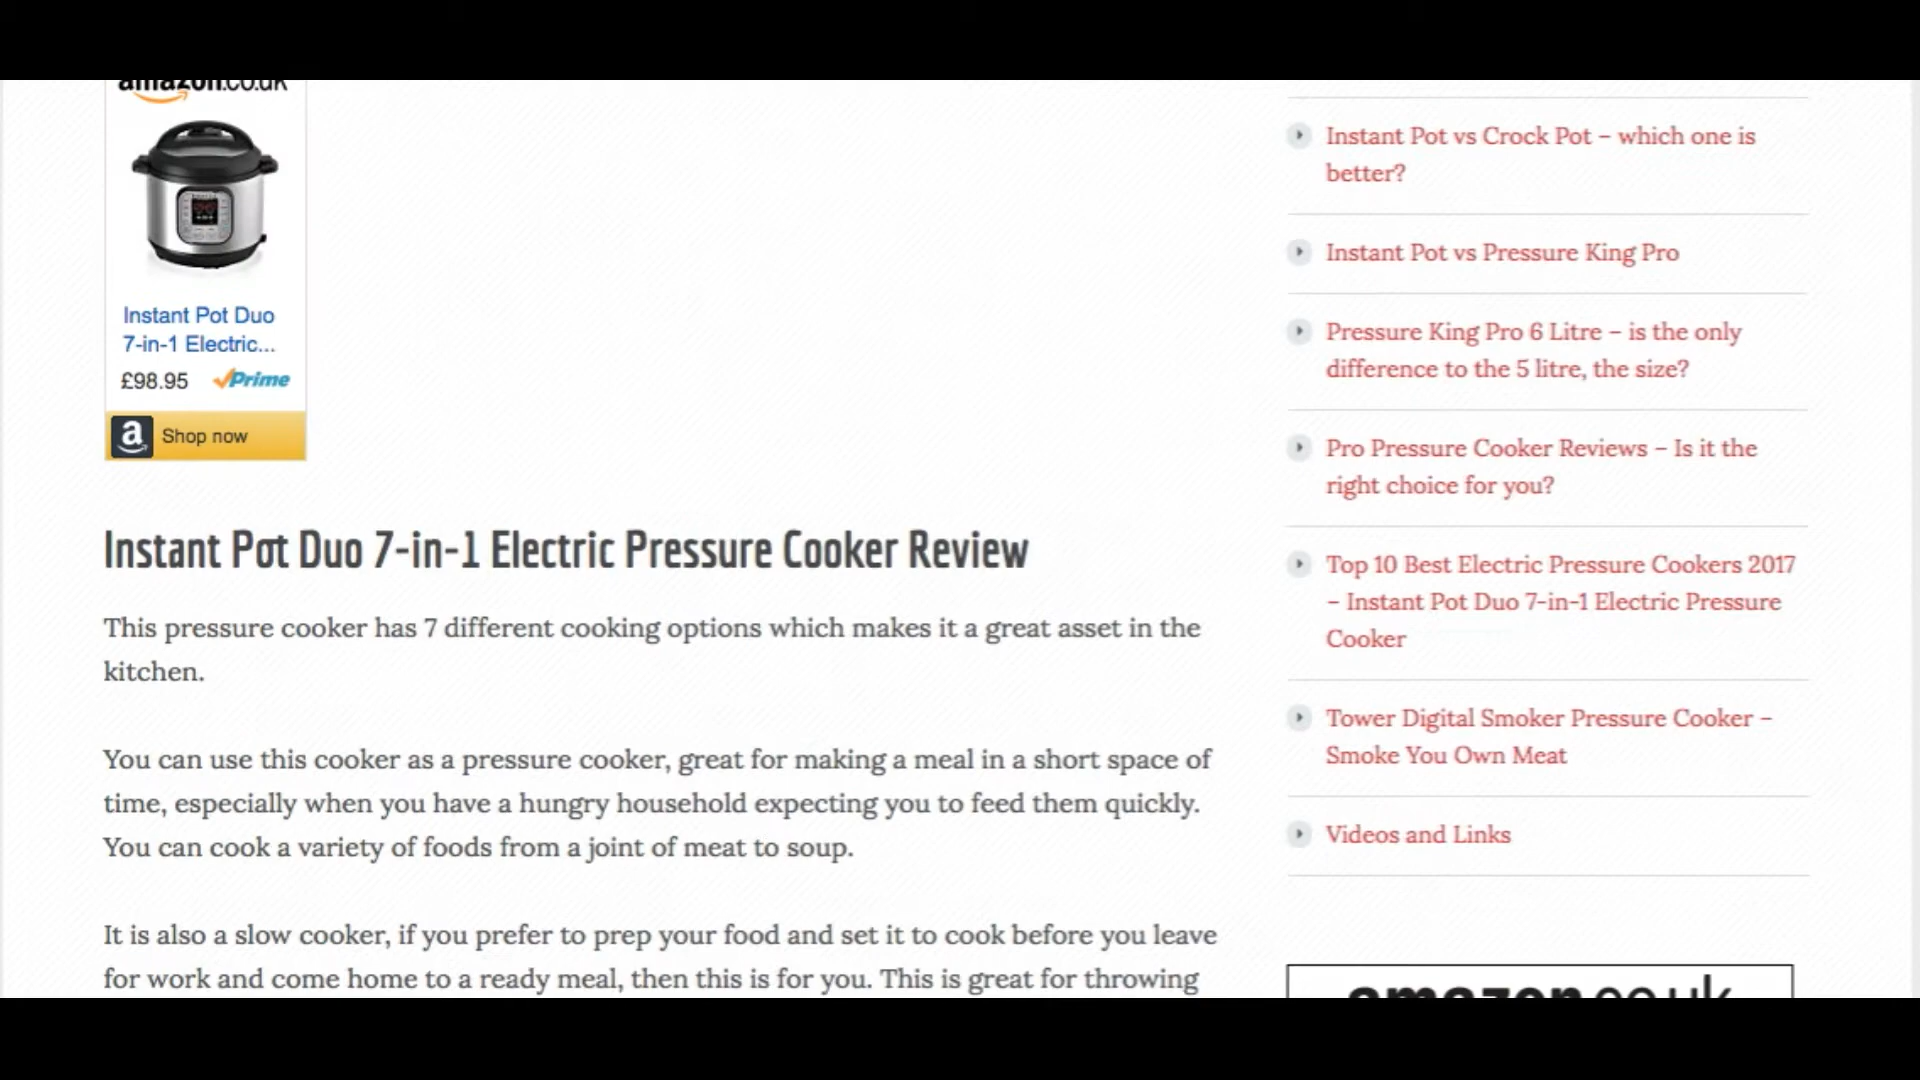 amazon.co.uk
Instant Pot Duo
7-in-1 Electric...
£98.95 Prime
a Shop now
Instant Pot Duo 7-in-1 Electric Pressure Cooker Review
This pressure cooker has 7 different cooking options which makes it a great asset in the
kitchen.
You can use this cooker as a pressure cooker, great for making a meal in a short space of
time, especially when you have a hungry household expecting you to feed them quickly.
You can cook a variety of foods from a joint of meat to soup.
It is also a slow cooker, if you prefer to prep your food and set it to cook before you leave
for work and come home to a ready meal, then this is for you. This is great for throwing
Instant Pot vs Crock Pot – which one is
better?
Instant Pot vs Pressure King Pro
Pressure King Pro 6 Litre – is the only
difference to the 5 litre, the size?
Pro Pressure Cooker Reviews – Is it the
right choice for you?
Top 10 Best Electric Pressure Cookers 2017
– Instant Pot Duo 7-in-1 Electric Pressure
Cooker
Tower Digital Smoker Pressure Cooker –
Smoke You Own Meat
Videos and Links
amazon.co.uk